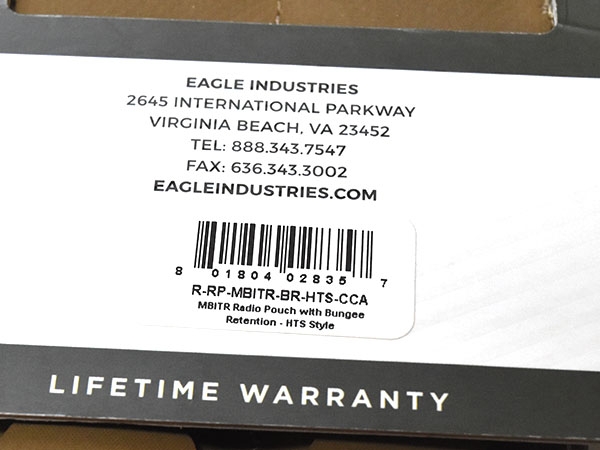 EAGLE INDUSTRIES
2645 INTERNATIONAL PARKWAY
VIRGINIA BEACH, VA 23452
TEL: 888.343.7547
FAX: 636.343.3002
EAGLEINDUSTRIES.COM
8 01804 02835 7
R-RP-MBITR-BR-HTS-CCA
MBITR Radio Pouch with Bungee
Retention - HTS Style
LIFETIME WARRANTY